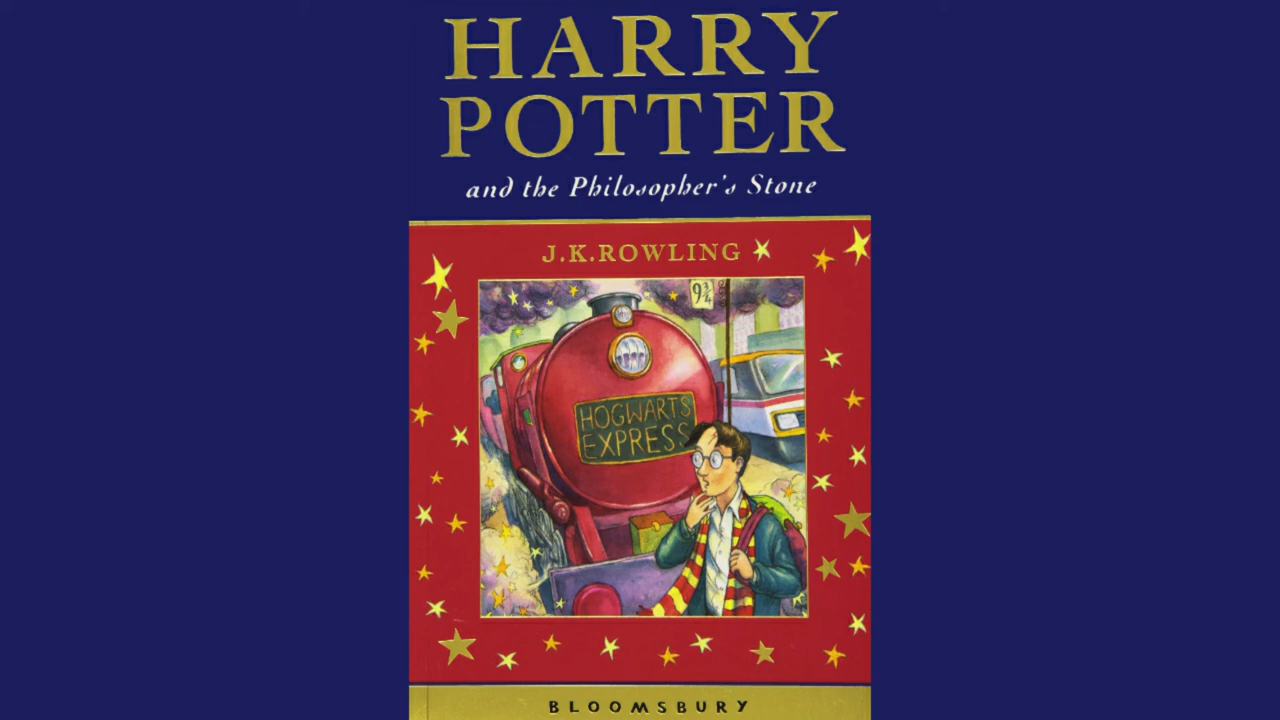 HARRY
POTTER
and the Philosopher's Stone
J.K.ROWLING
9¾
HOGWARTS
EXPRESS
BLOOMSBURY